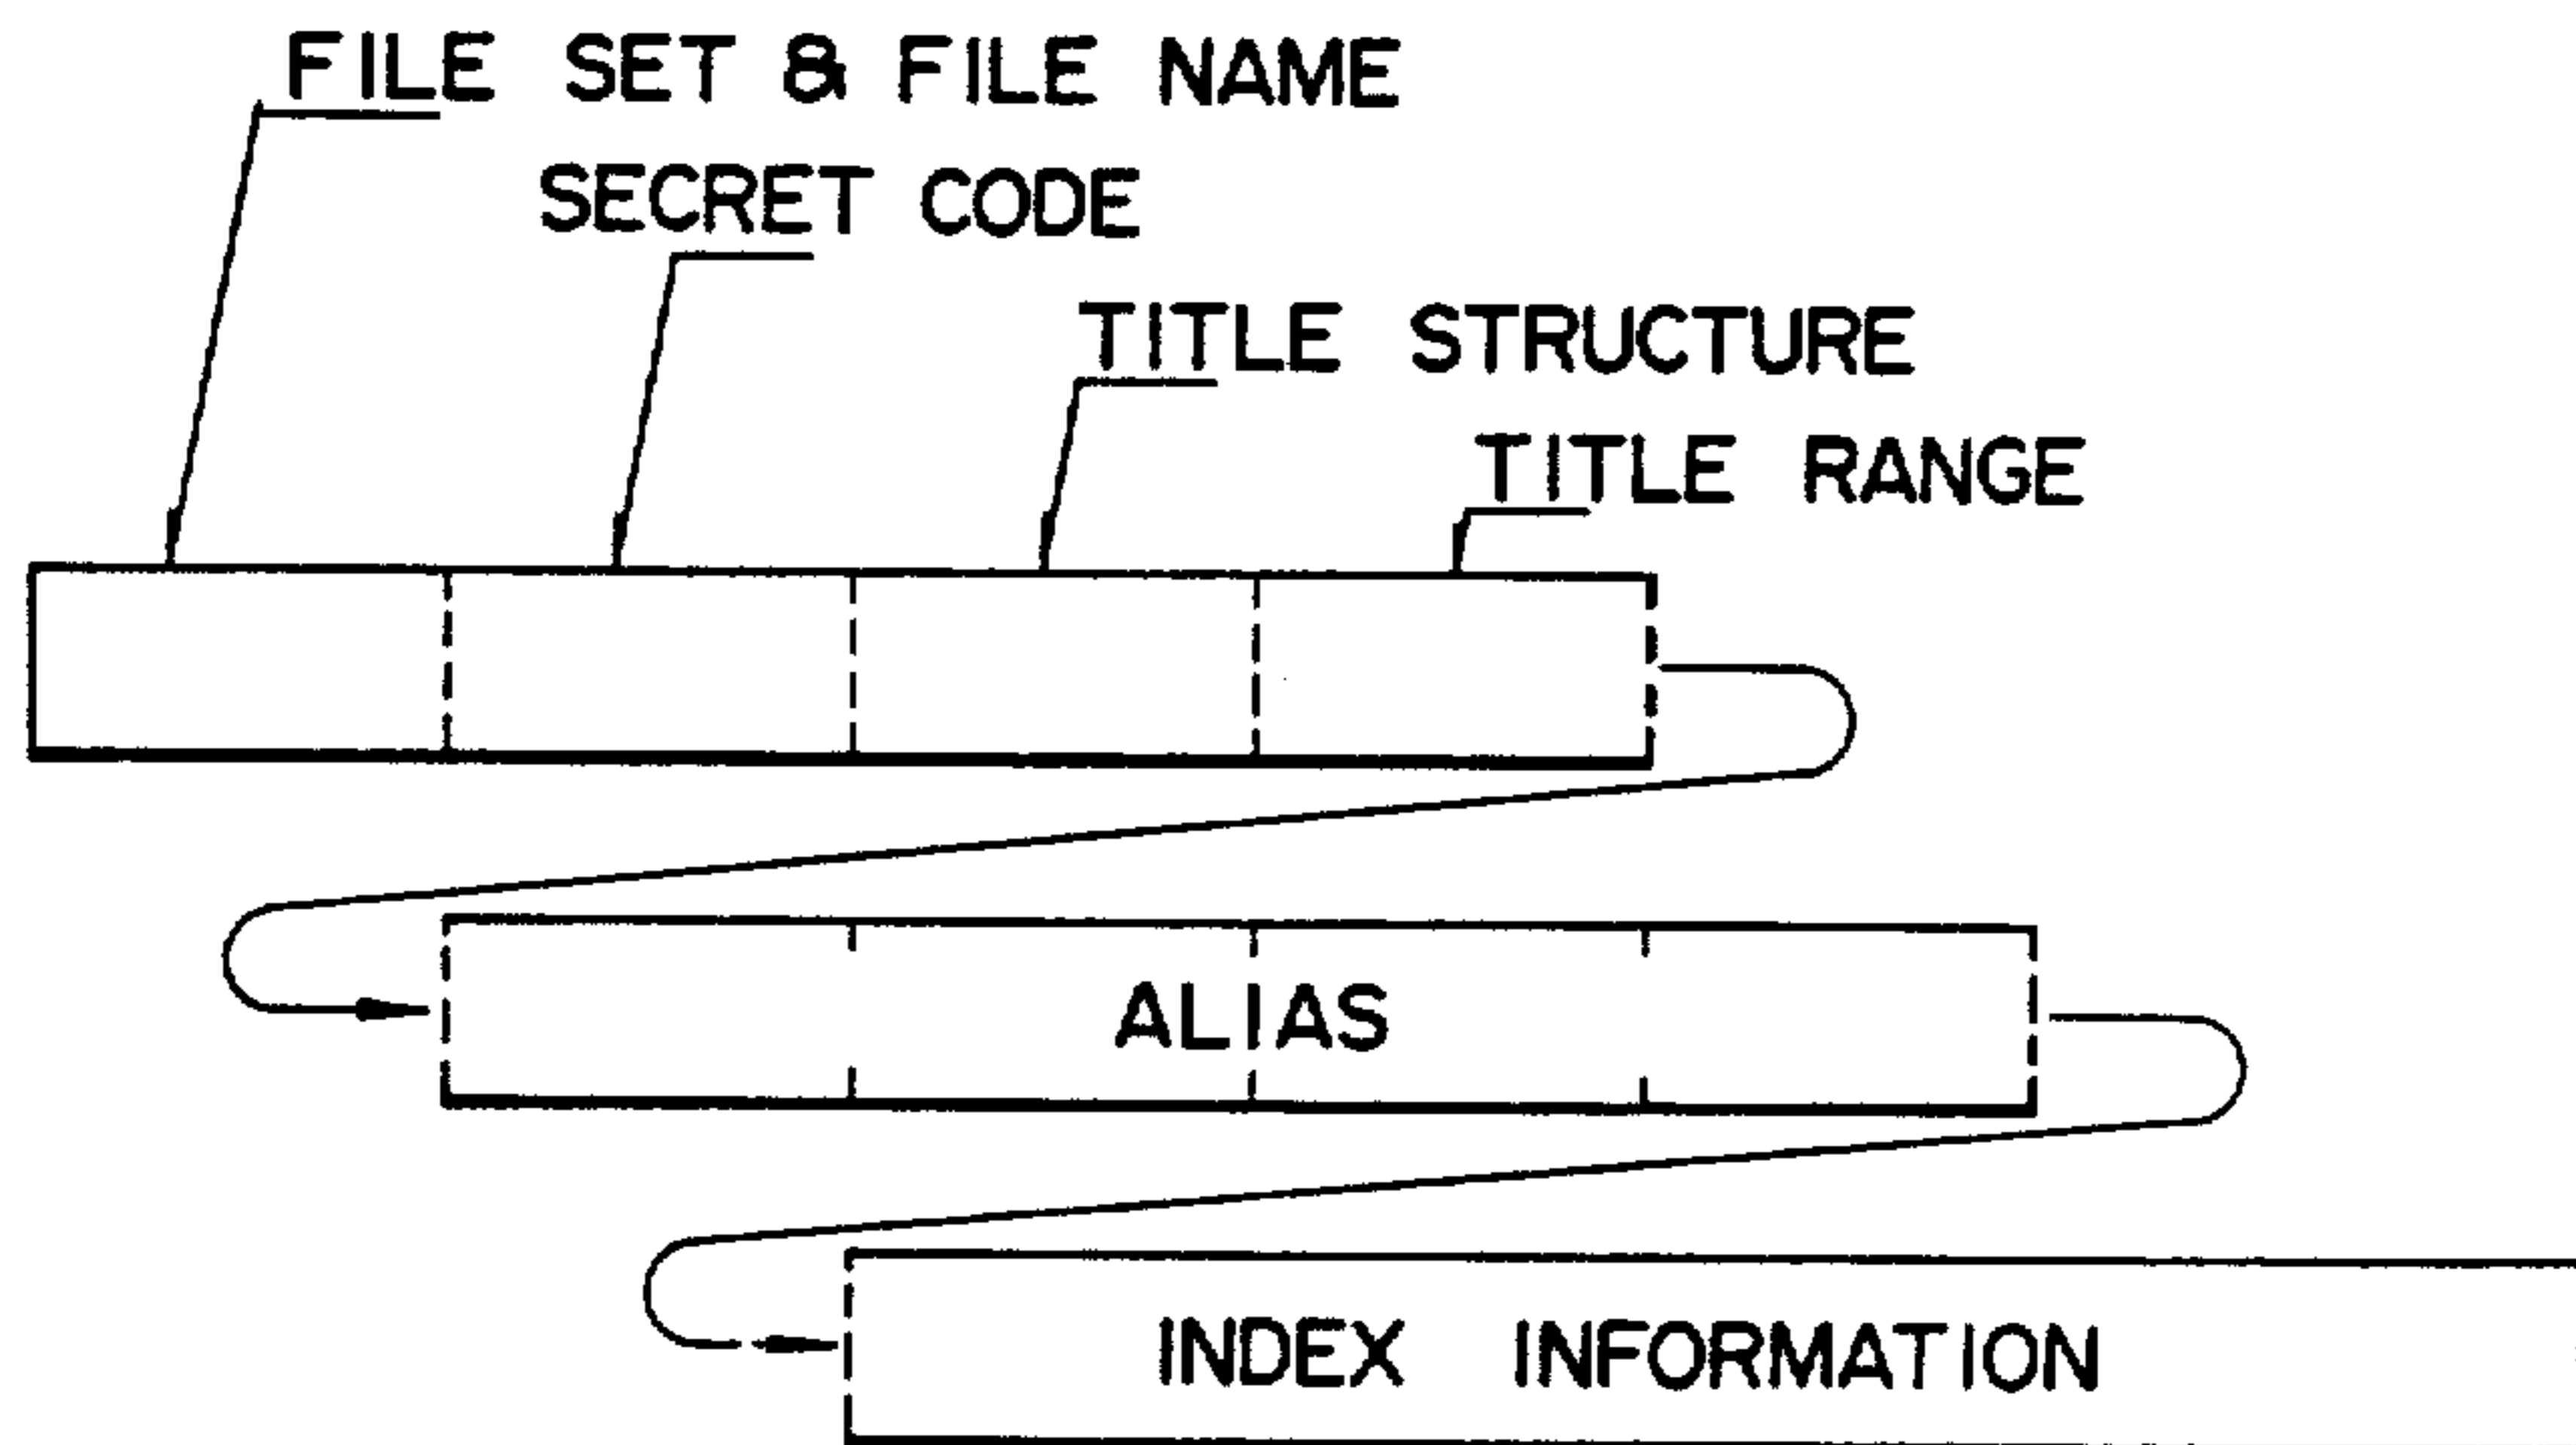 FILE SET & FILE NAME
SECRET CODE
TITLE STRUCTURE
TITLE RANGE
ALIAS
INDEX INFORMATION